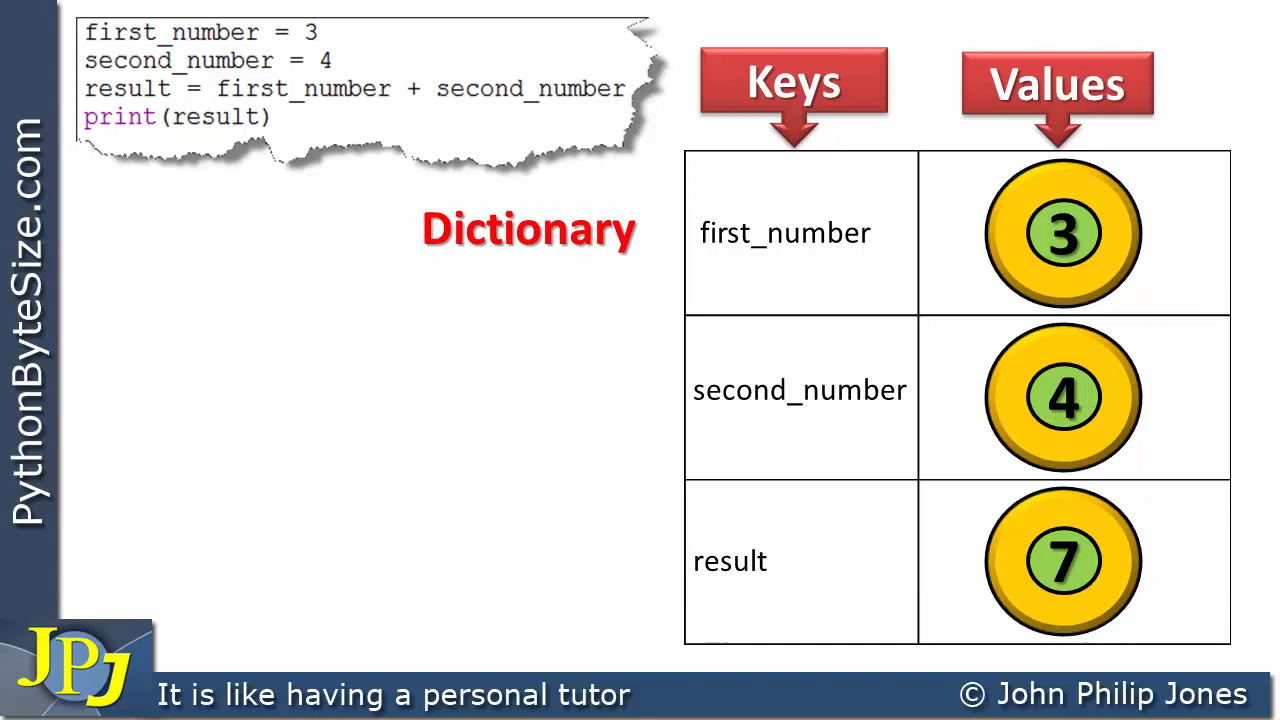 first_number = 3
second_number = 4
result = first_number + second_number
print(result)
Keys
Values
Dictionary
first_number
3
second_number
4
result
7
PythonByteSize.com
JPJ
It is like having a personal tutor
© John Philip Jones